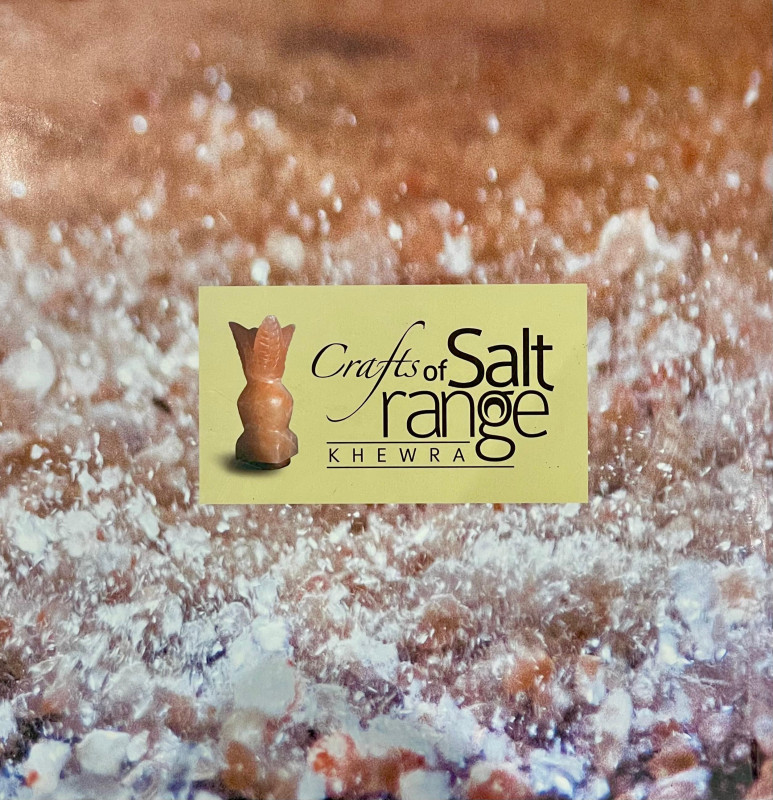 Crafts of Salt
range
KHEWRA